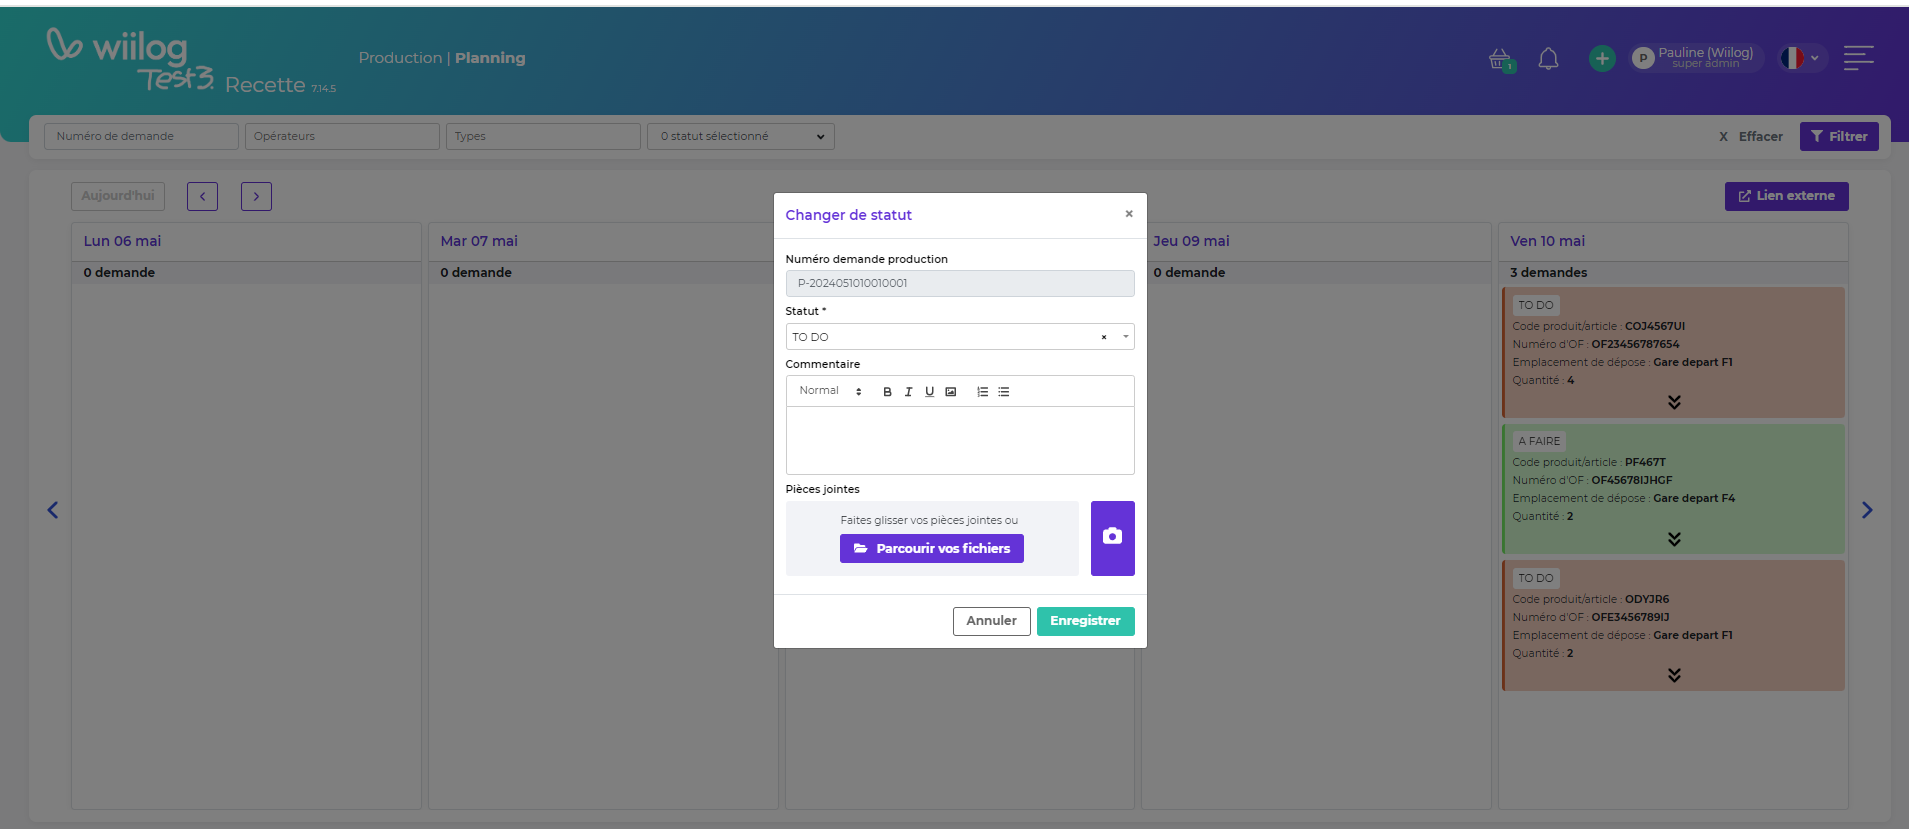 wiilog
Test3.
Recette 7.14.5
Production | Planning
1
P
Pauline (Wiilog)
super admin
Numéro de demande
Opérateurs
Types
0 statut sélectionné
X Effacer
Filtrer
Aujourd'hui
Lien externe
Lun 06 mai
0 demande
Mar 07 mai
0 demande
Jeu 09 mai
0 demande
Ven 10 mai
3 demandes
TO DO
Code produit/article : COJ4567UI
Numéro d'OF : OF23456787654
Emplacement de dépose : Gare depart F1
Quantité : 4
A FAIRE
Code produit/article : PF467T
Numéro d'OF : OF45678IJHGF
Emplacement de dépose : Gare depart F4
Quantité : 2
TO DO
Code produit/article : ODYJR6
Numéro d'OF : OFE3456789IJ
Emplacement de dépose : Gare depart F1
Quantité : 2
Changer de statut
×
Numéro demande production
P-2024051010010001
Statut *
TO DO
×
Commentaire
Normal
B I U
Pièces jointes
Faites glisser vos pièces jointes ou
Parcourir vos fichiers
Annuler
Enregistrer